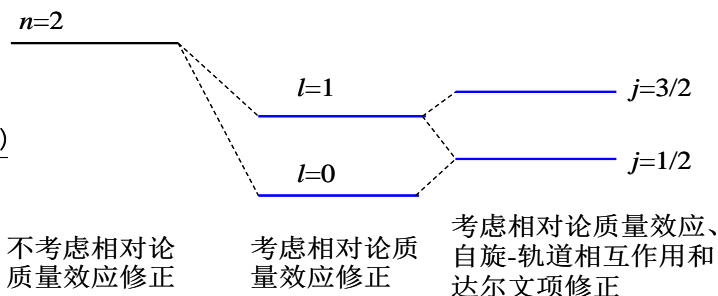 n=2
l=1
j=3/2
)
l=0
j=1/2
不考虑相对论
质量效应修正
考虑相对论质
量效应修正
考虑相对论质量效应、
自旋-轨道相互作用和
达尔文项修正